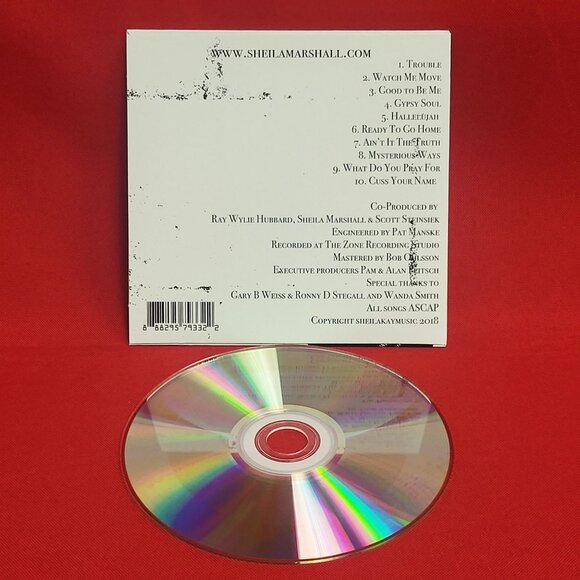 www.sheilamarshall.com
1. Trouble
2. Watch Me Move
3. Good to Be Me
4. Gypsy Soul
5. Hallelujah
6. Ready To Go Home
7. Ain't It The Truth
8. Mysterious Ways
9. What Do You Pray For
10. Cuss Your Name
Co-Produced by
Ray Wylie Hubbard, Sheila Marshall & Scott Steinsiek
Engineered by Pat Manske
Recorded at The Zone Recording Studio
Mastered by Bob Ohlsson
Executive producers Pam & Alan Beitsch
Special thanks to
Gary B Weiss & Ronny D Stegall and Wanda Smith
All songs ASCAP
Copyright sheilakaymusic 2018
8 88295 79332 2